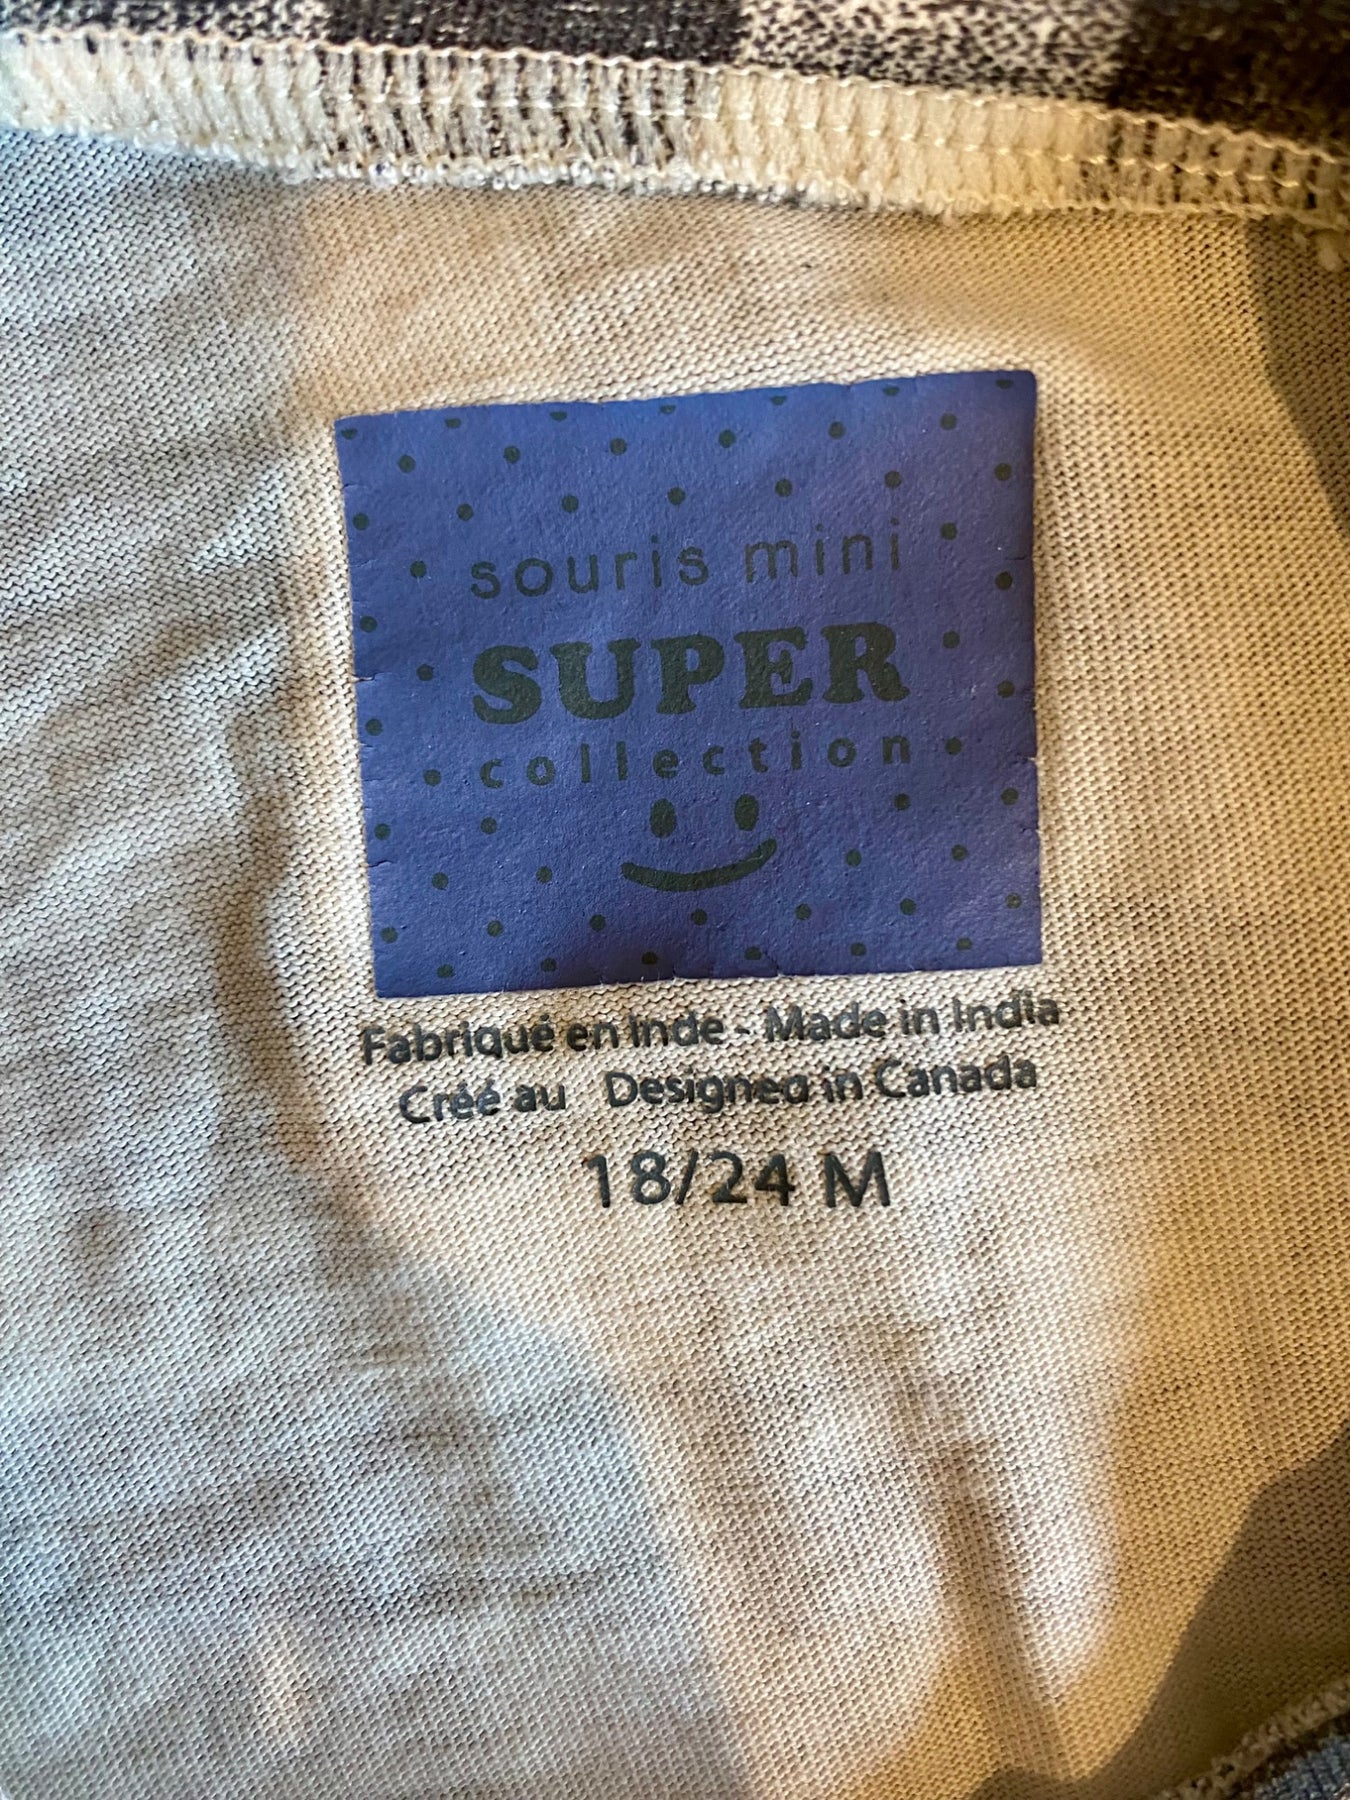 souris mini
SUPER
collection
Fabriqué en Inde - Made in India
Créé au Designed in Canada
18/24 M